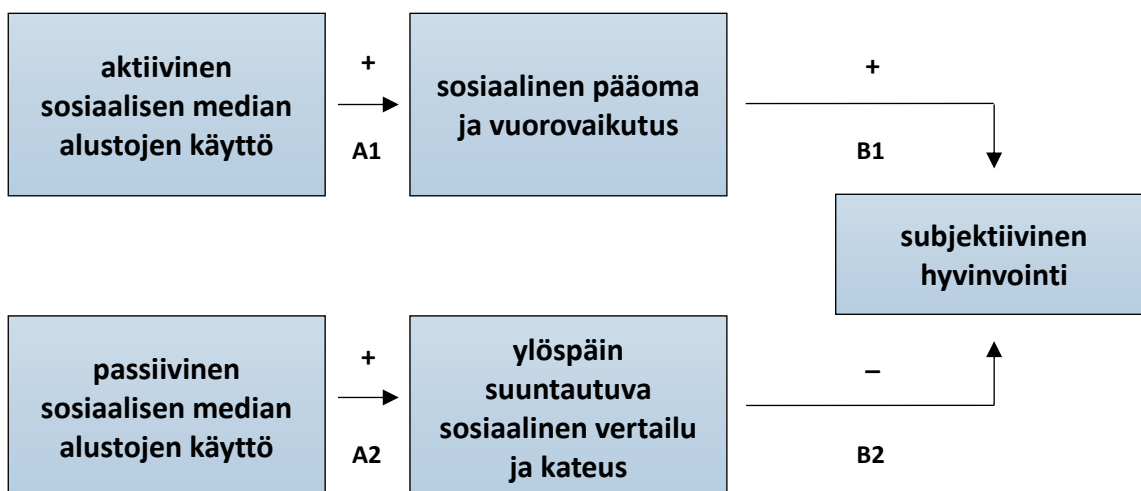 aktiivinen
sosiaalisen median
alustojen käyttö
+
A1
sosiaalinen pääoma
ja vuorovaikutus
+
B1
subjektiivinen
hyvinvointi
passiivinen
sosiaalisen median
alustojen käyttö
+
A2
ylöspäin
suuntautuva
sosiaalinen vertailu
ja kateus
–
B2